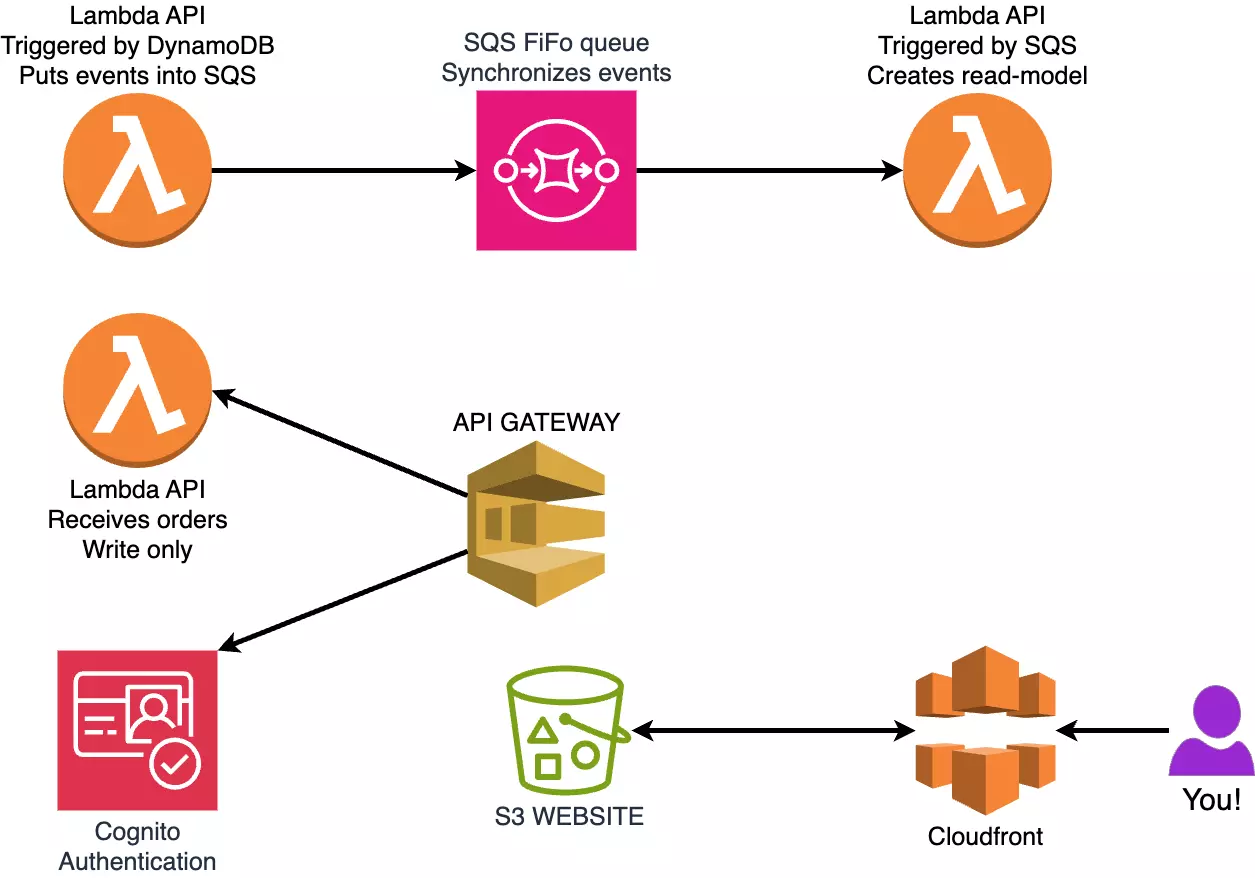 Lambda API
Triggered by DynamoDB
Puts events into SQS
SQS FiFo queue
Synchronizes events
Lambda API
Triggered by SQS
Creates read-model
API GATEWAY
Lambda API
Receives orders
Write only
Cognito
Authentication
S3 WEBSITE
Cloudfront
You!